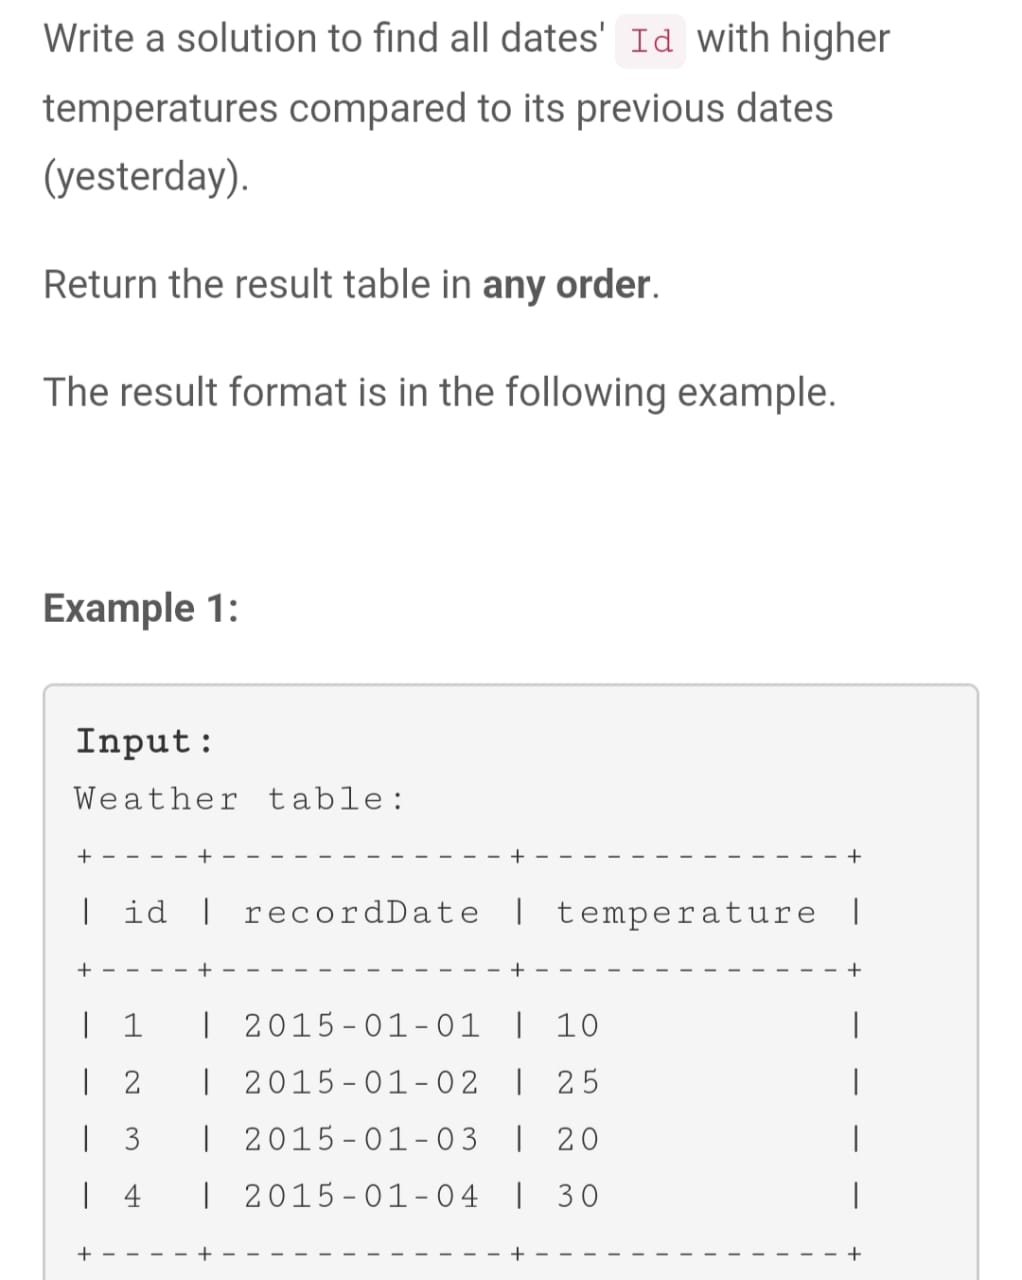 Write a solution to find all dates' Id with higher
temperatures compared to its previous dates
(yesterday).
Return the result table in any order.
The result format is in the following example.
Example 1:
Input:
Weather table:
+----+------------+-------------+
| id | recordDate | temperature |
+----+------------+-------------+
| 1  | 2015-01-01 | 10          |
| 2  | 2015-01-02 | 25          |
| 3  | 2015-01-03 | 20          |
| 4  | 2015-01-04 | 30          |
+----+------------+-------------+